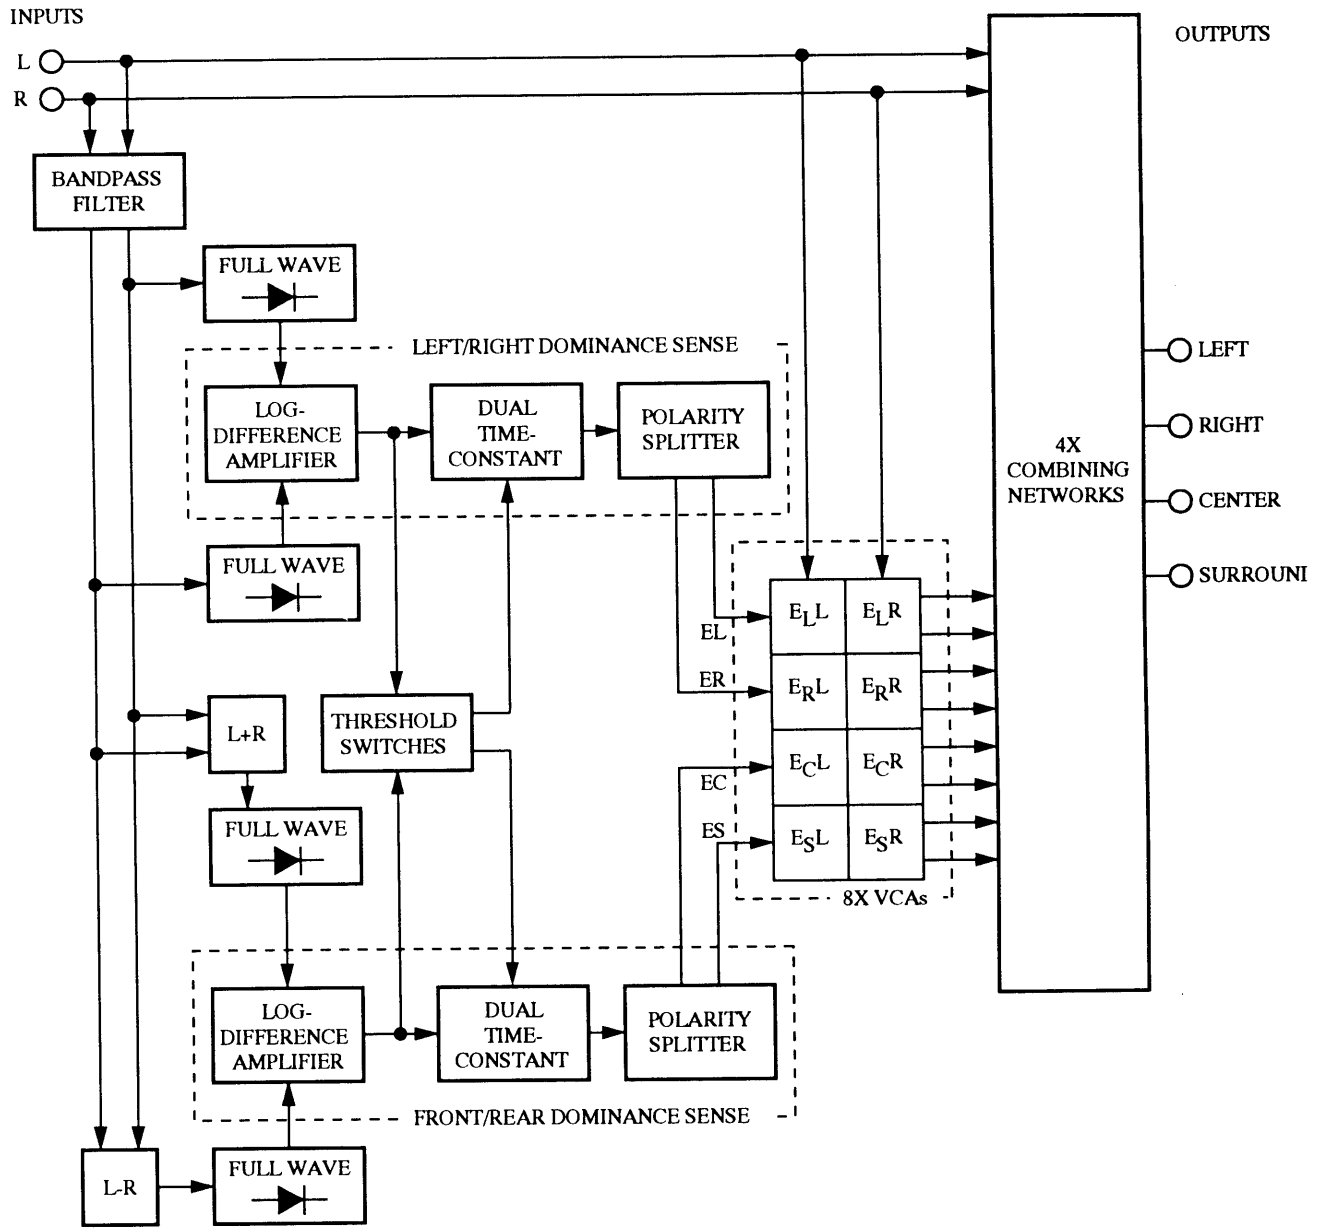 INPUTS
OUTPUTS
L
R
BANDPASS
FILTER
FULL WAVE
LEFT/RIGHT DOMINANCE SENSE
LOG-
DIFFERENCE
AMPLIFIER
DUAL
TIME-
CONSTANT
POLARITY
SPLITTER
FULL WAVE
4X
COMBINING
NETWORKS
LEFT
RIGHT
CENTER
SURROUNI
EL
ER
EC
ES
ELL
ELR
ERL
ERR
ECL
ECR
ESL
ESR
8X VCAs
L+R
THRESHOLD
SWITCHES
FULL WAVE
LOG-
DIFFERENCE
AMPLIFIER
DUAL
TIME-
CONSTANT
POLARITY
SPLITTER
FRONT/REAR DOMINANCE SENSE
L-R
FULL WAVE